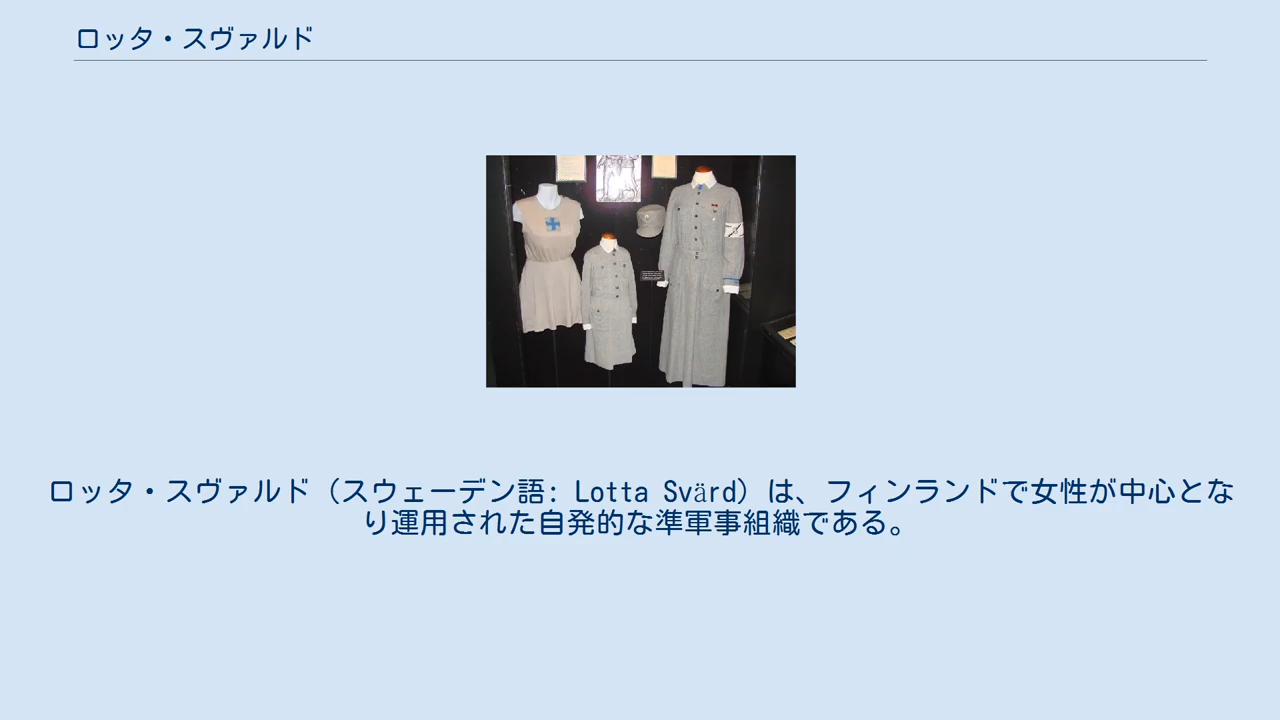 ロッタ・スヴァルド
ロッタ・スヴァルド（スウェーデン語: Lotta Svärd）は、フィンランドで女性が中心とな
り運用された自発的な準軍事組織である。